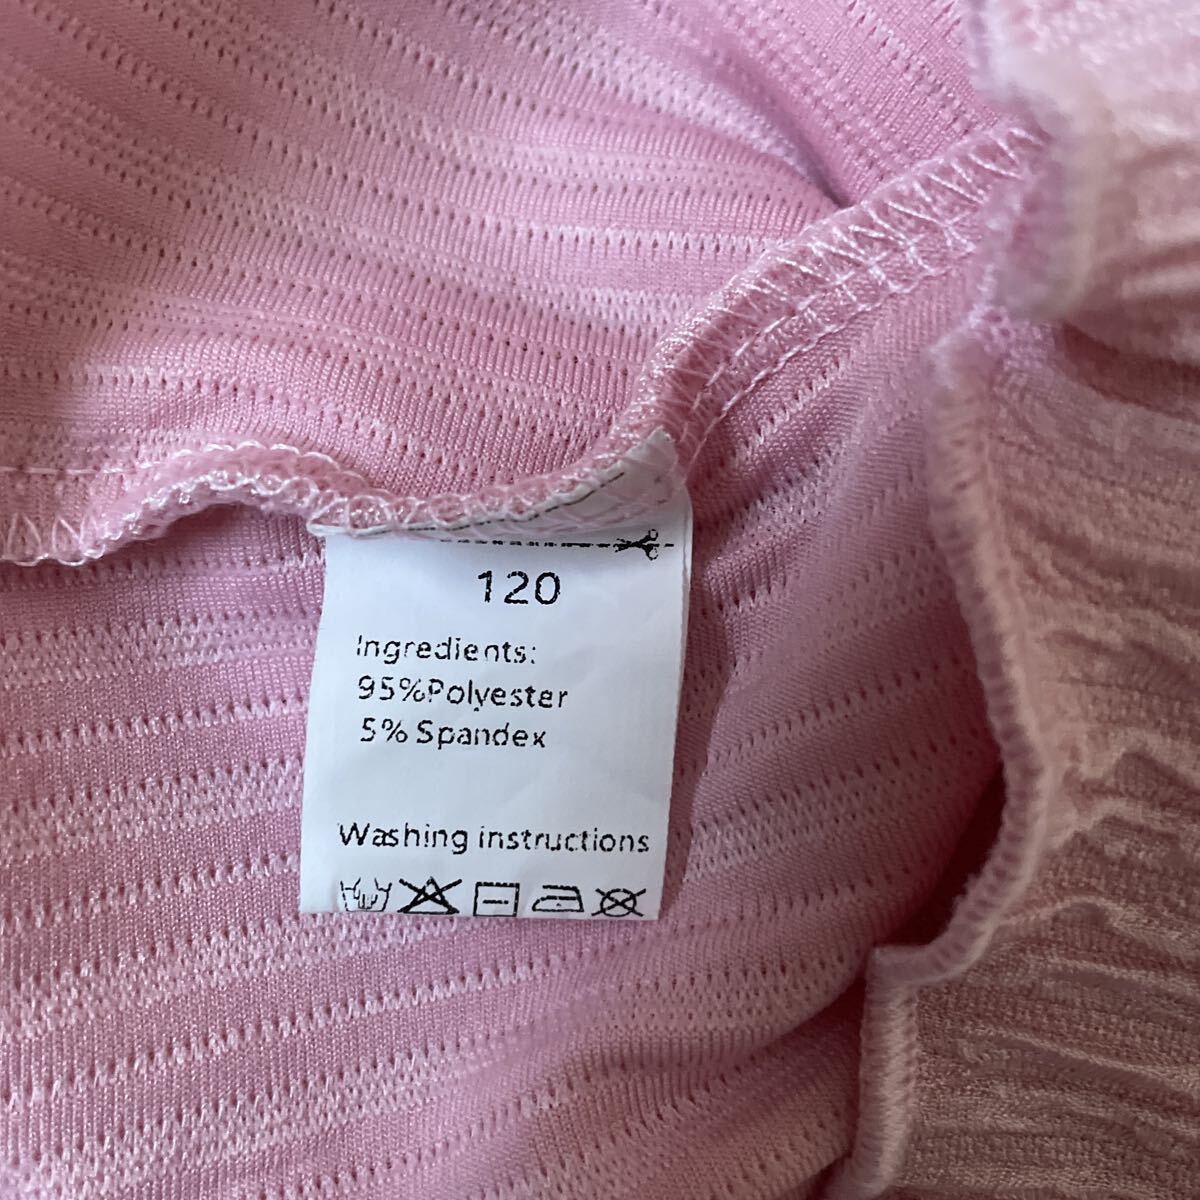 120
Ingredients:
95%Polyester
5% Spandex
Washing instructions